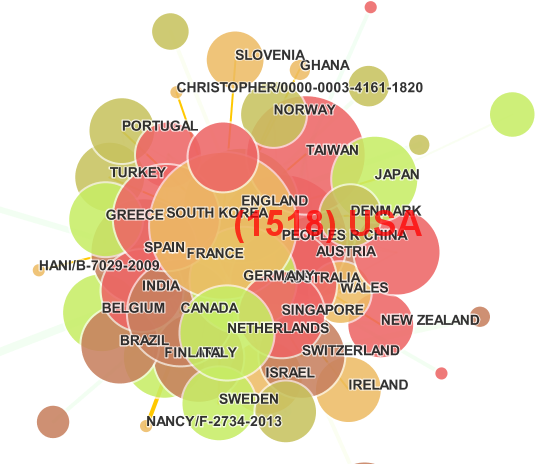 SLOVENIA
GHANA
CHRISTOPHER/0000-0003-4161-1820
NORWAY
PORTUGAL
TAIWAN
TURKEY
JAPAN
ENGLAND
GREECE
SOUTH KOREA
DENMARK
(1518) USA
PEOPLES R CHINA
SPAIN
FRANCE
AUSTRIA
HANI/B-7029-2009
GERMANY
AUSTRALIA
INDIA
WALES
BELGIUM
CANADA
SINGAPORE
NEW ZEALAND
NETHERLANDS
BRAZIL
FINLAND
ITALY
SWITZERLAND
ISRAEL
IRELAND
SWEDEN
NANCY/F-2734-2013